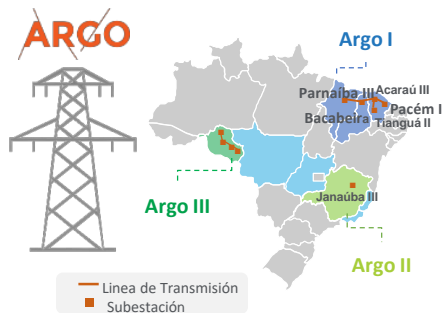 ARGO
Argo I
Parnaíba III
Acaraú III
Pacém I
Bacabeira
Tianguá II
Argo III
Janaúba III
Argo II
Linea de Transmisión
Subestación